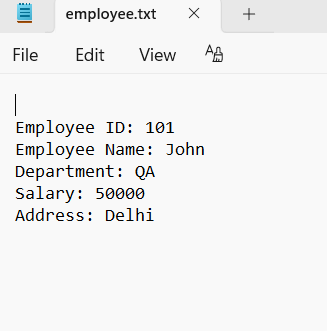 employee.txt
File Edit View
Employee ID: 101
Employee Name: John
Department: QA
Salary: 50000
Address: Delhi